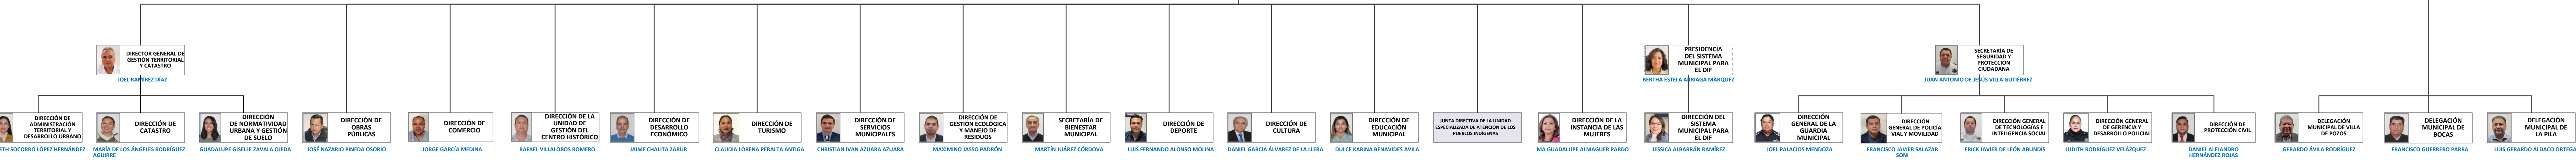 DIRECTOR GENERAL DE
GESTIÓN TERRITORIAL
Y CATASTRO
JOEL RAMÍREZ DÍAZ
PRESIDENCIA
DEL SISTEMA
MUNICIPAL PARA
EL DIF
BERTHA ESTELA ARRIAGA MÁRQUEZ
SECRETARÍA DE
SEGURIDAD Y
PROTECCIÓN
CIUDADANA
JUAN ANTONIO DE JESÚS VILLA GUTIÉRREZ
DIRECCIÓN DE
ADMINISTRACIÓN
TERRITORIAL Y
DESARROLLO URBANO
ETH SOCORRO LÓPEZ HERNÁNDEZ
DIRECCIÓN DE
CATASTRO
MARÍA DE LOS ÁNGELES RODRÍGUEZ
AGUIRRE
DIRECCIÓN
DE NORMATIVIDAD
URBANA Y GESTIÓN
DE SUELO
GUADALUPE GISELLE ZAVALA OJEDA
DIRECCIÓN DE
OBRAS
PÚBLICAS
JOSÉ NAZARIO PINEDA OSORIO
DIRECCIÓN DE
COMERCIO
JORGE GARCÍA MEDINA
DIRECCIÓN DE LA
UNIDAD DE
GESTIÓN DEL
CENTRO HISTÓRICO
RAFAEL VILLALOBOS ROMERO
DIRECCIÓN DE
DESARROLLO
ECONÓMICO
JAIME CHALITA ZARUR
DIRECCIÓN DE
TURISMO
CLAUDIA LORENA PERALTA ANTIGA
DIRECCIÓN DE
SERVICIOS
MUNICIPALES
CHRISTIAN IVAN AZUARA AZUARA
DIRECCIÓN DE
GESTIÓN ECOLÓGICA
Y MANEJO DE
RESIDUOS
MAXIMINO JASSO PADRÓN
SECRETARÍA DE
BIENESTAR
MUNICIPAL
MARTÍN JUÁREZ CÓRDOVA
DIRECCIÓN DE
DEPORTE
LUIS FERNANDO ALONSO MOLINA
DIRECCIÓN DE
CULTURA
DANIEL GARCIA ÁLVAREZ DE LA LLERA
DIRECCIÓN DE
EDUCACIÓN
MUNICIPAL
DULCE KARINA BENAVIDES AVILA
JUNTA DIRECTIVA DE LA UNIDAD
ESPECIALIZADA DE ATENCIÓN DE LOS
PUEBLOS INDÍGENAS
DIRECCIÓN DE LA
INSTANCIA DE LAS
MUJERES
MA GUADALUPE ALMAGUER PARDO
DIRECCIÓN DEL
SISTEMA
MUNICIPAL PARA
EL DIF
JESSICA ALBARRÁN RAMÍREZ
DIRECCIÓN
GENERAL DE LA
GUARDIA
MUNICIPAL
JOEL PALACIOS MENDOZA
DIRECCIÓN
GENERAL DE POLICÍA
VIAL Y MOVILIDAD
FRANCISCO JAVIER SALAZAR
SONI
DIRECCIÓN GENERAL
DE TECNOLOGÍAS E
INTELIGENCIA SOCIAL
ERICK JAVIER DE LEÓN ABUNDIS
DIRECCIÓN GENERAL
DE GERENCIA Y
DESARROLLO POLICIAL
JUDITH RODRÍGUEZ VELÁZQUEZ
DIRECCIÓN DE
PROTECCIÓN CIVIL
DANIEL ALEJANDRO
HERNÁNDEZ ROJAS
DELEGACIÓN
MUNICIPAL DE VILLA
DE POZOS
GERARDO ÁVILA RODRÍGUEZ
DELEGACIÓN
MUNICIPAL DE
BOCAS
FRANCISCO GUERRERO PARRA
DELEGACIÓN
MUNICIPAL DE
LA PILA
LUIS GERARDO ALDACO ORTEGA